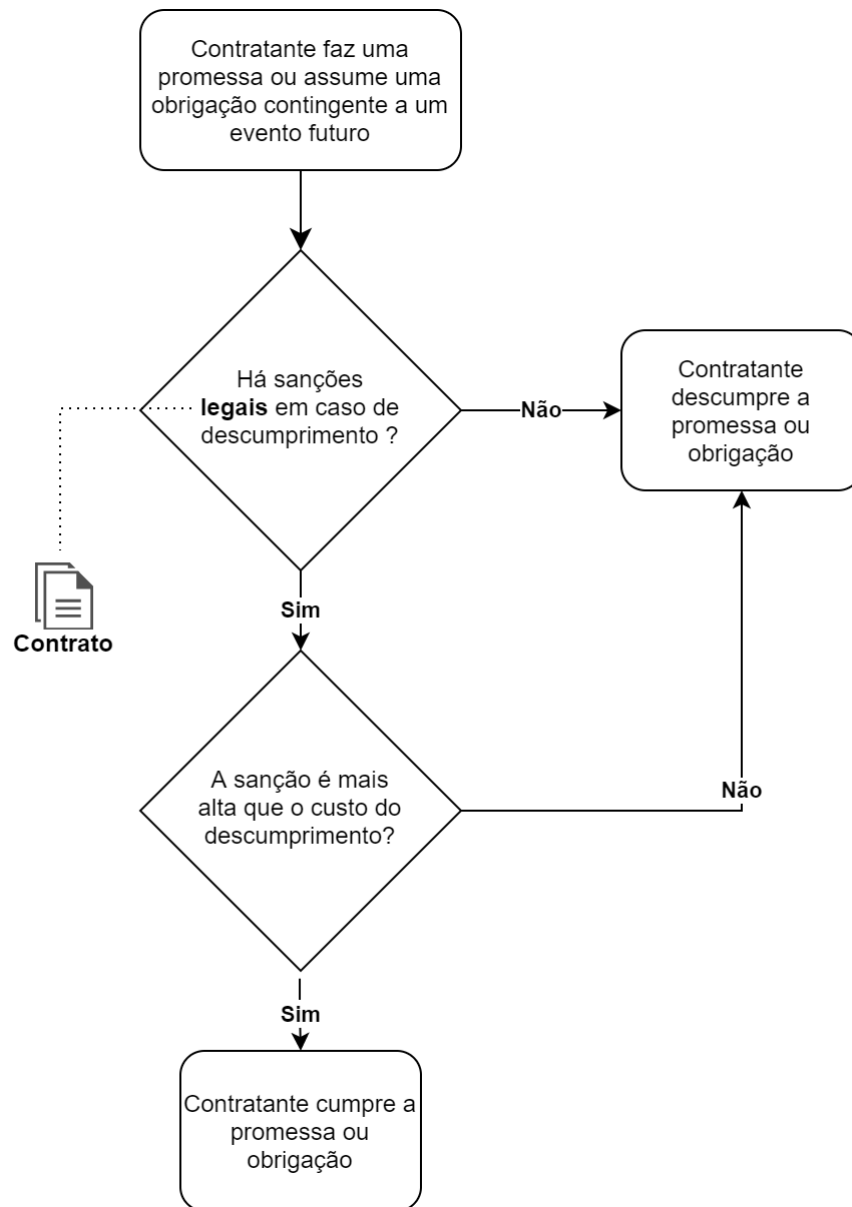 Contratante faz uma
promessa ou assume uma
obrigação contingente a um
evento futuro
Há sanções
legais em caso de
descumprimento ?
Não
Contratante
descumpre a
promessa ou
obrigação
Contrato
Sim
A sanção é mais
alta que o custo do
descumprimento?
Não
Sim
Contratante cumpre a
promessa ou
obrigação